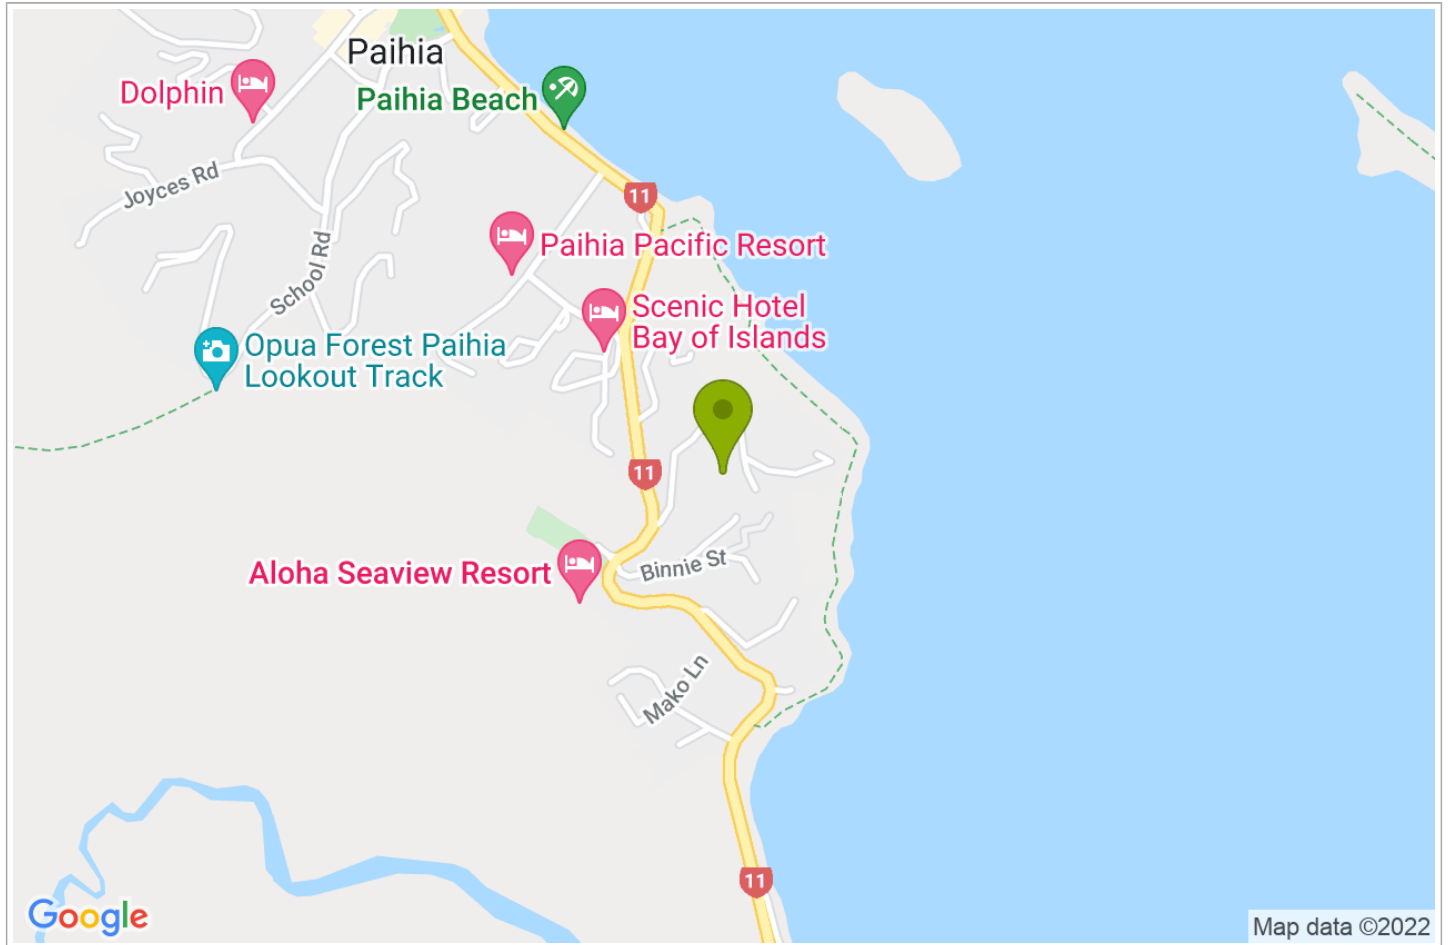 Paihia
Dolphin
Paihia Beach
Joyces Rd
11
Paihia Pacific Resort
School Rd
Scenic Hotel
Bay of Islands
Opua Forest Paihia
Lookout Track
11
Binnie St
Aloha Seaview Resort
Mako Ln
11
Google
Map data ©2022